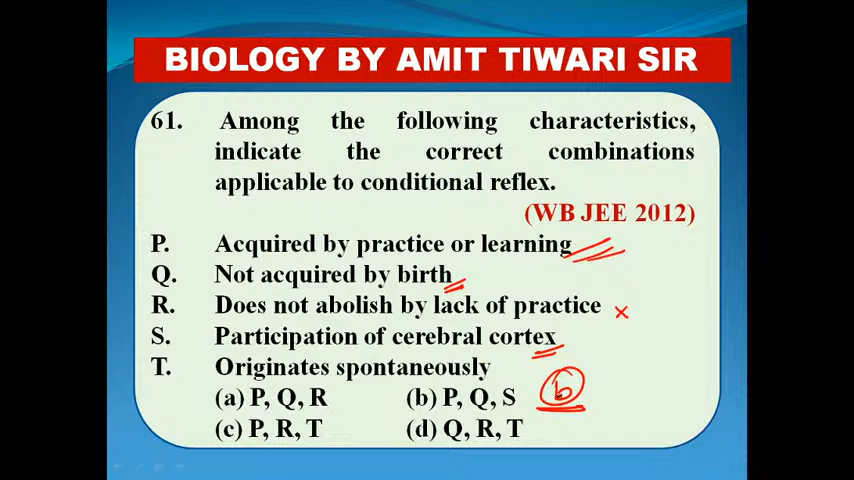 BIOLOGY BY AMIT TIWARI SIR
61. Among the following characteristics,
indicate the correct combinations
applicable to conditional reflex.
(WB JEE 2012)
P. Acquired by practice or learning
Q. Not acquired by birth
R. Does not abolish by lack of practice ×
S. Participation of cerebral cortex
T. Originates spontaneously
(a) P, Q, R (b) P, Q, S b
(c) P, R, T (d) Q, R, T